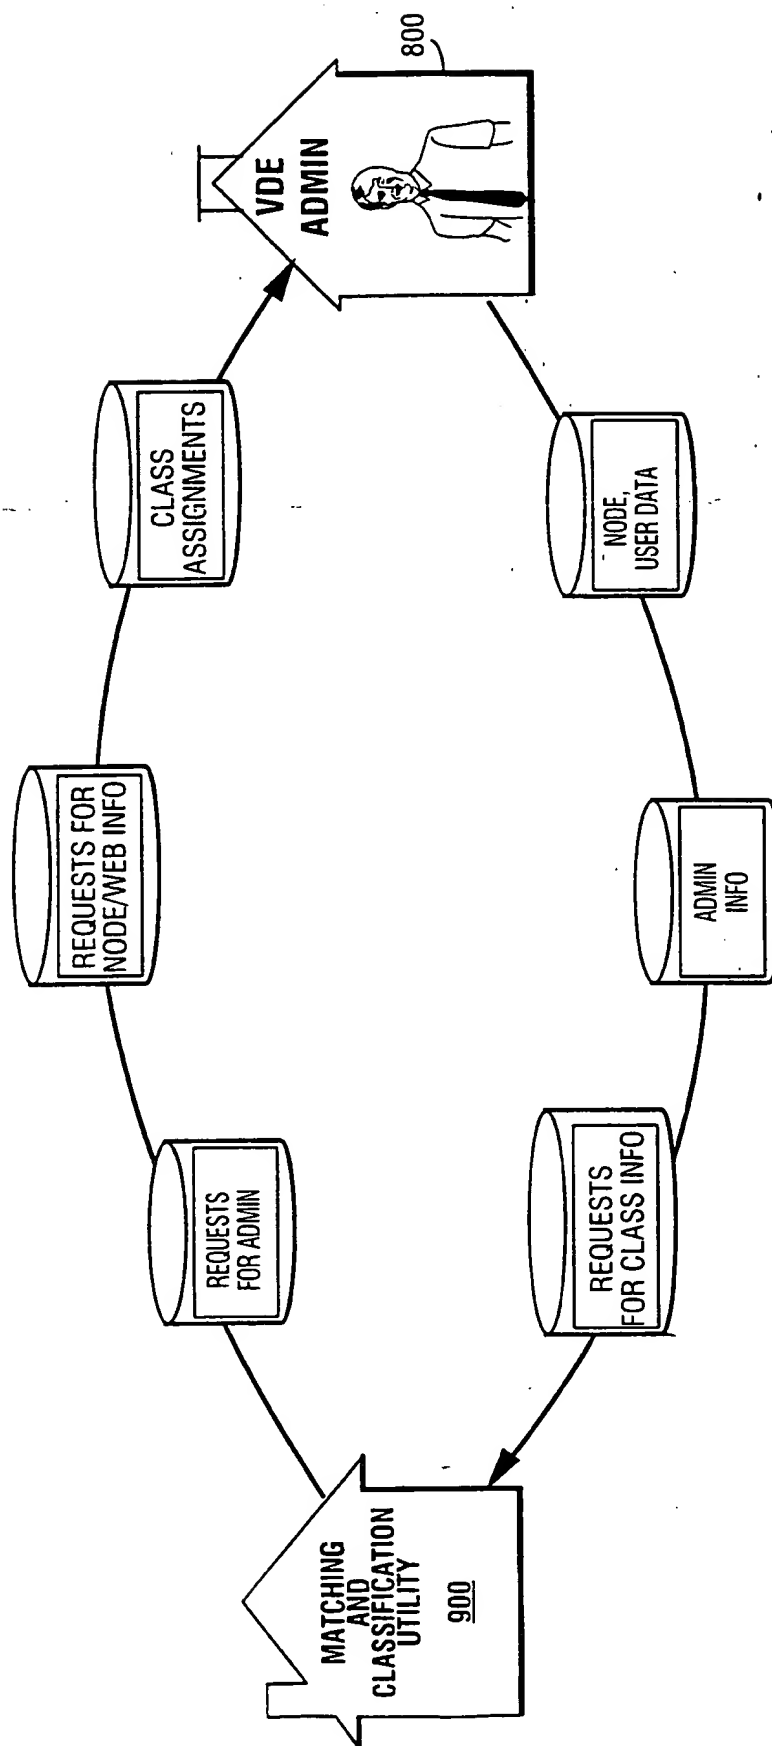 MATCHING
AND
CLASSIFICATION
UTILITY
900
REQUESTS
FOR ADMIN
REQUESTS FOR
NODE/WEB INFO
CLASS
ASSIGNMENTS
VDE
ADMIN
800
NODE,
USER DATA
ADMIN
INFO
REQUESTS
FOR CLASS INFO